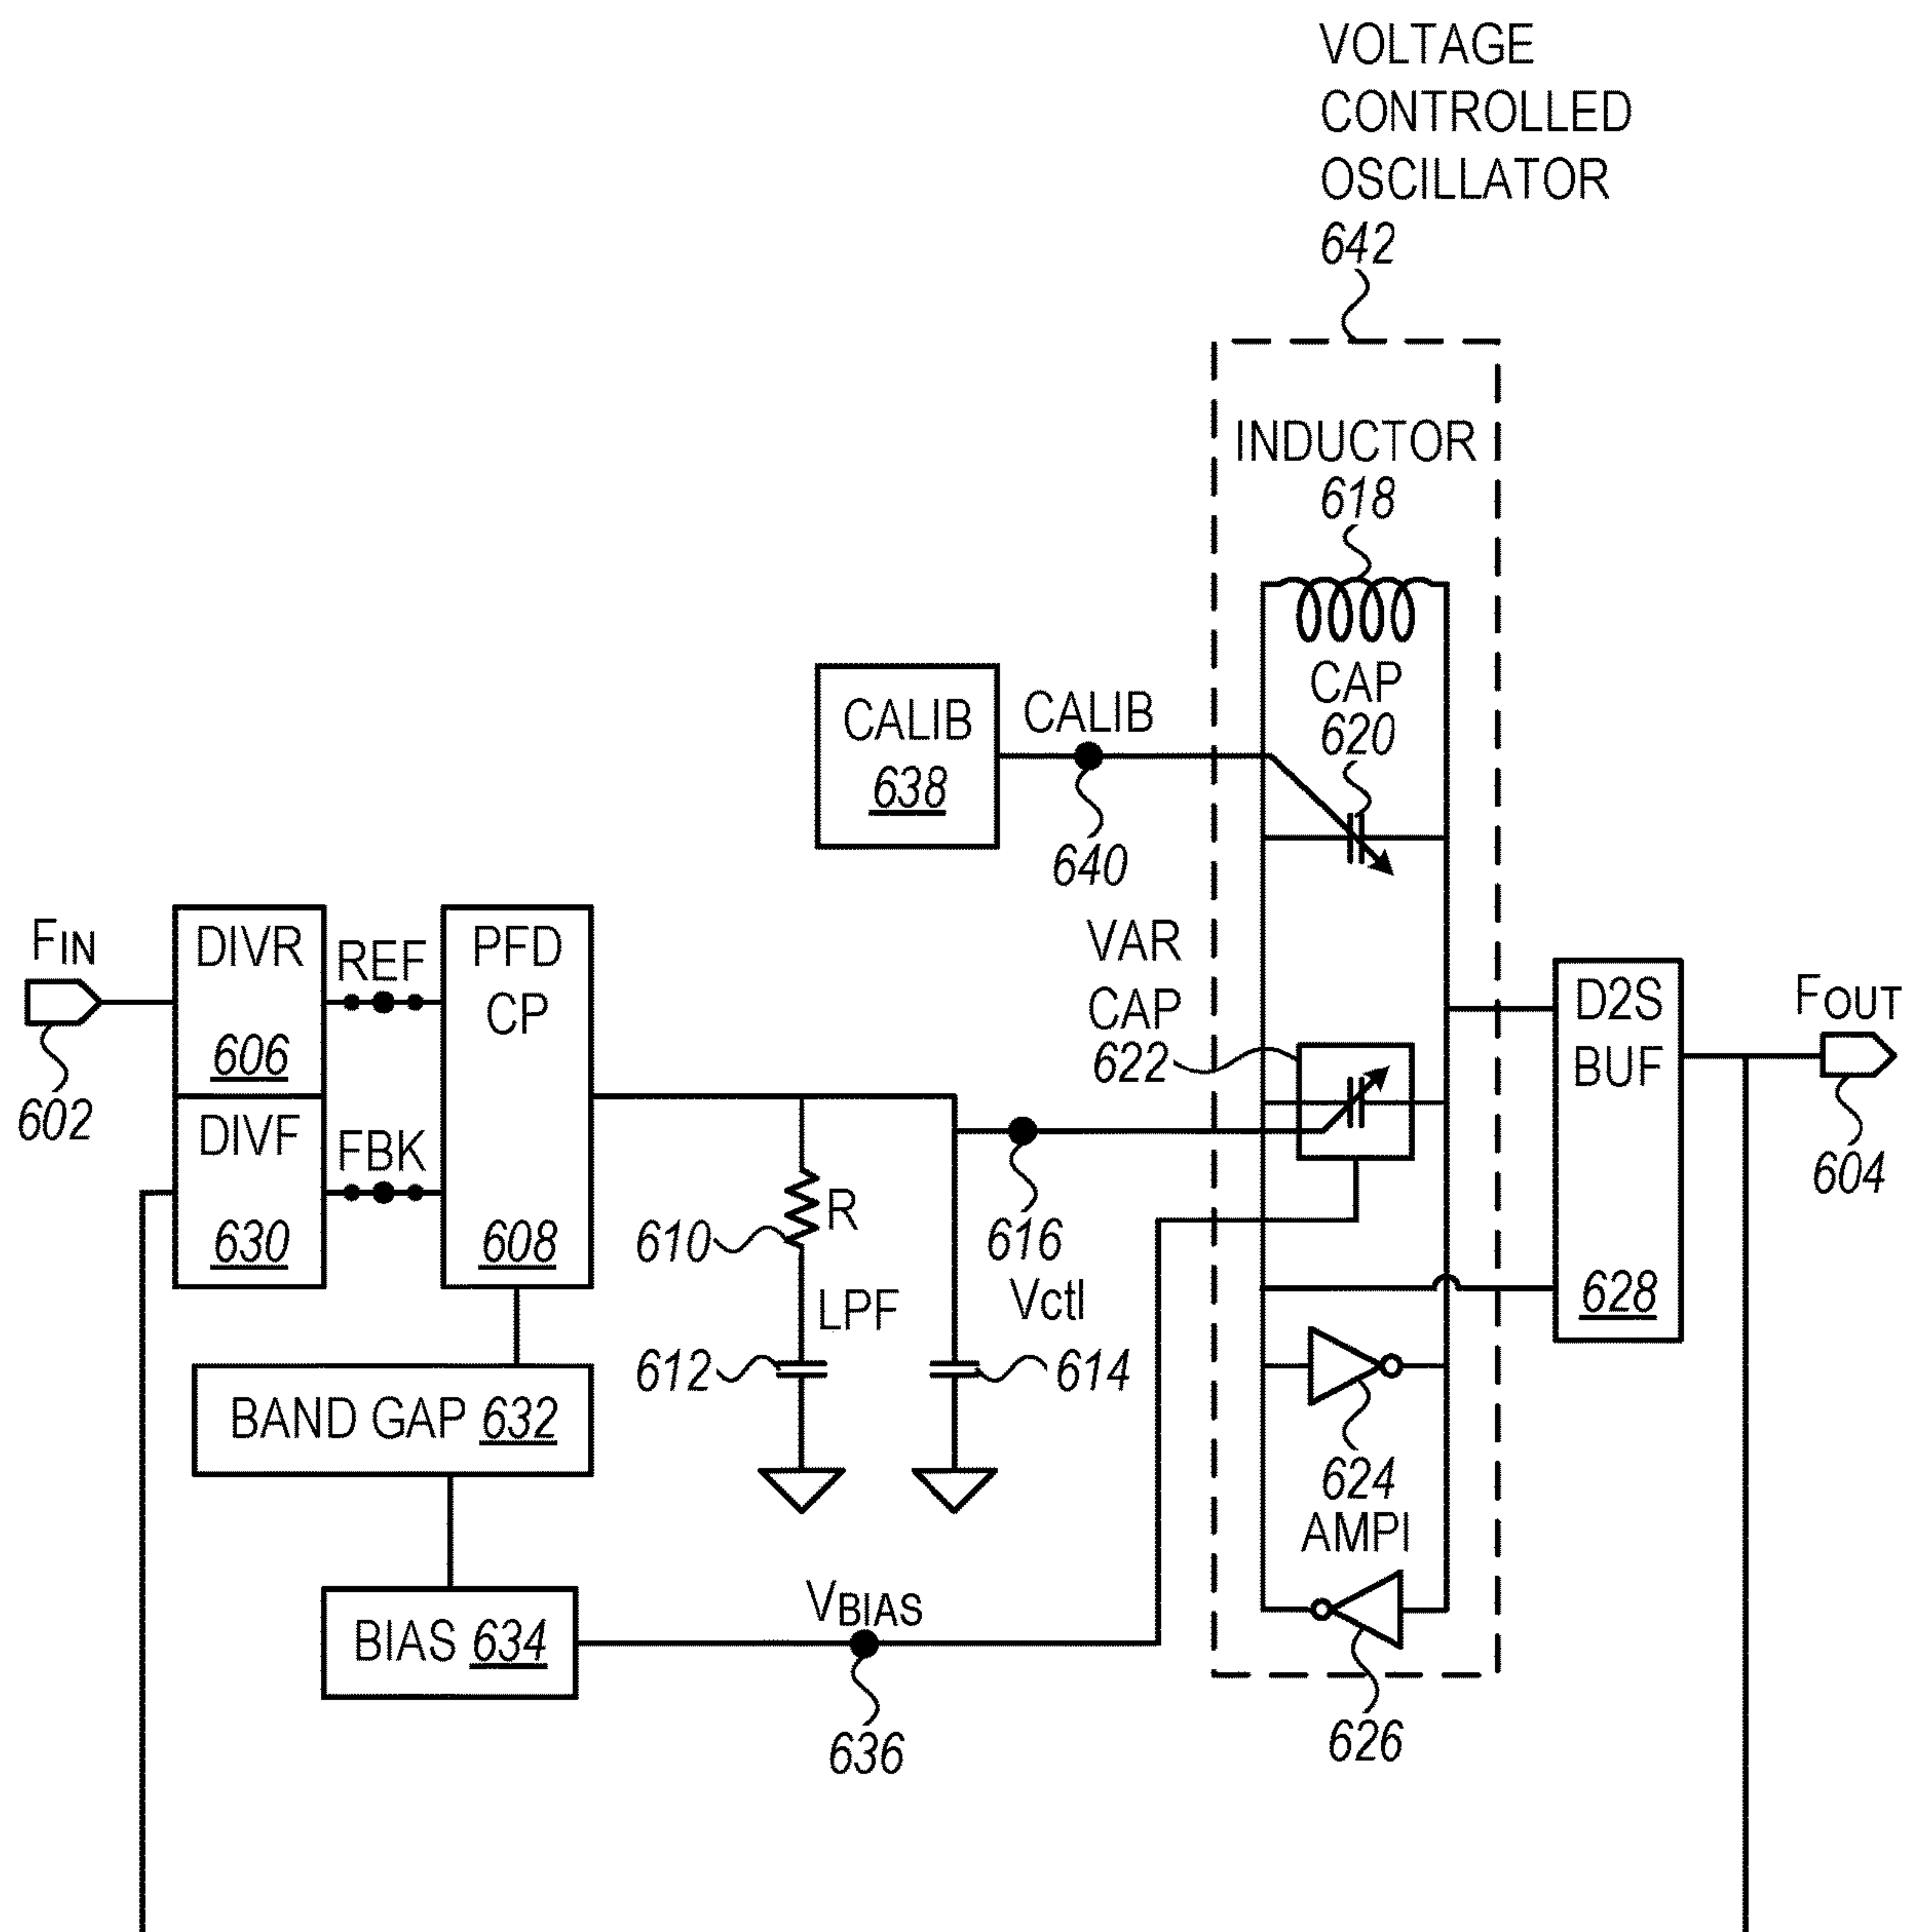 VOLTAGE
CONTROLLED
OSCILLATOR
642
INDUCTOR
618
CAP
620
CALIB
638
CALIB
640
VAR
CAP
622
FIN
602
DIVR
606
REF
PFD
CP
608
DIVF
630
FBK
D2S
BUF
628
FOUT
604
610
R
LPF
612
614
616
Vctl
BAND GAP 632
624
AMPI
626
BIAS 634
VBIAS
636